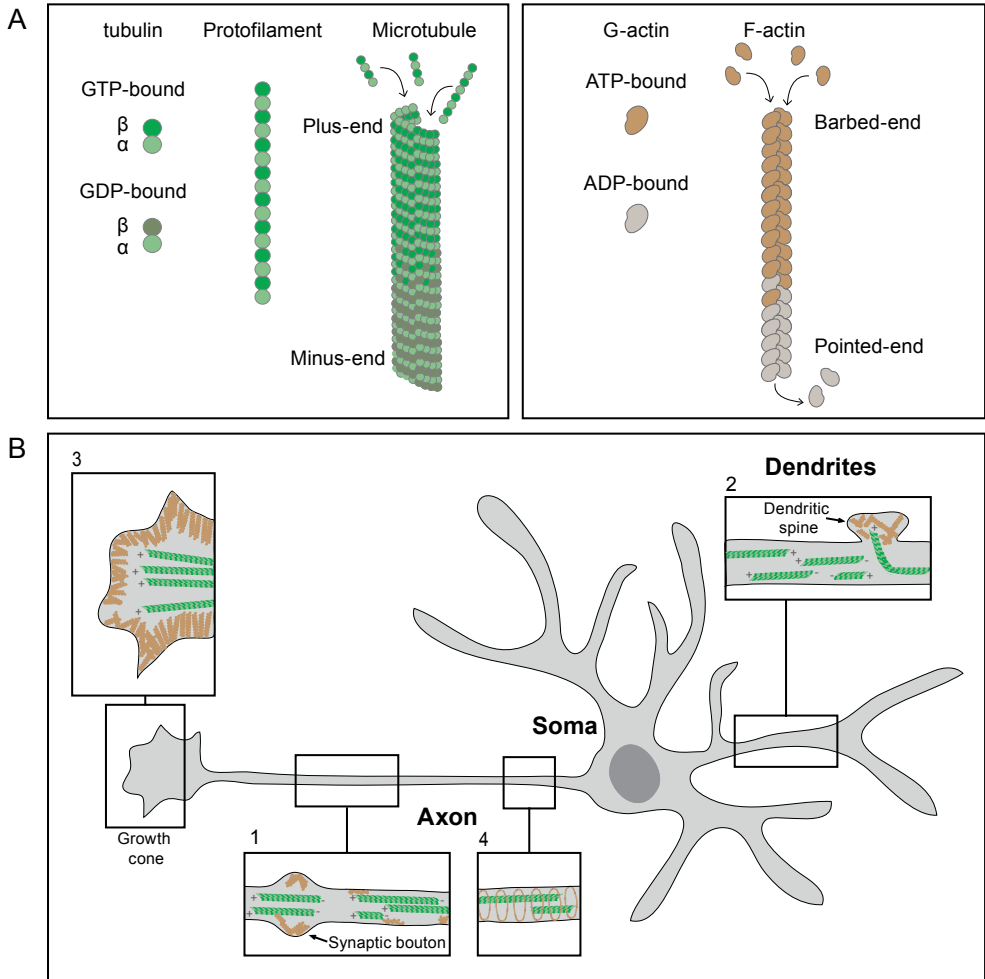 A
tubulin
Protofilament
Microtubule
GTP-bound
β
α
GDP-bound
β
α
Plus-end
Minus-end
G-actin
F-actin
ATP-bound
ADP-bound
Barbed-end
Pointed-end
B
3
+
+
+
+
Growth
cone
Soma
Axon
Dendrites
2
Dendritic
spine
+
+
-
+
-
-
+
1
+
-
+
-
+
-
+
-
+
-
Synaptic bouton
4